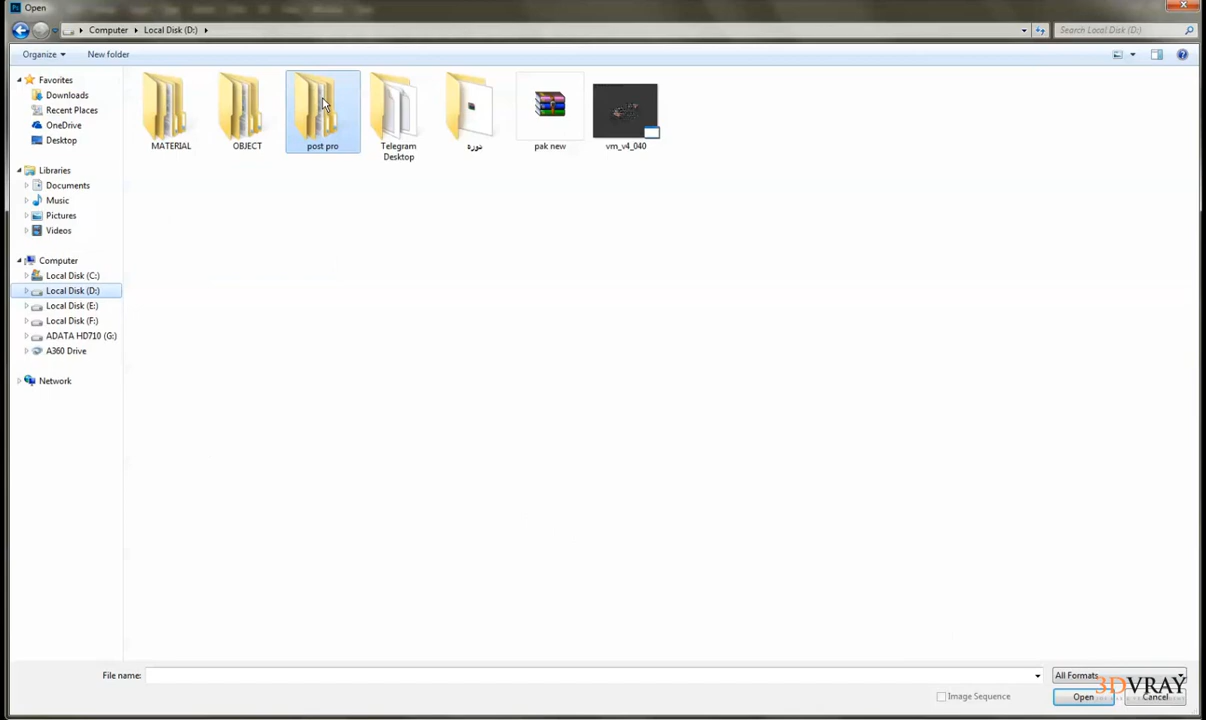 Open
Computer Local Disk (D:)
Search Local Disk (D:)
Organize
New folder
Favorites
Downloads
Recent Places
OneDrive
Desktop
Libraries
Documents
Music
Pictures
Videos
Computer
Local Disk (C:)
Local Disk (D:)
Local Disk (E:)
Local Disk (F:)
ADATA HD710 (G:)
A360 Drive
Network
MATERIAL
OBJECT
post pro
Telegram
Desktop
دوره
pak new
vrn_v4_040
File name:
All Formats
Image Sequence
Open
Cancel
3DVRAY